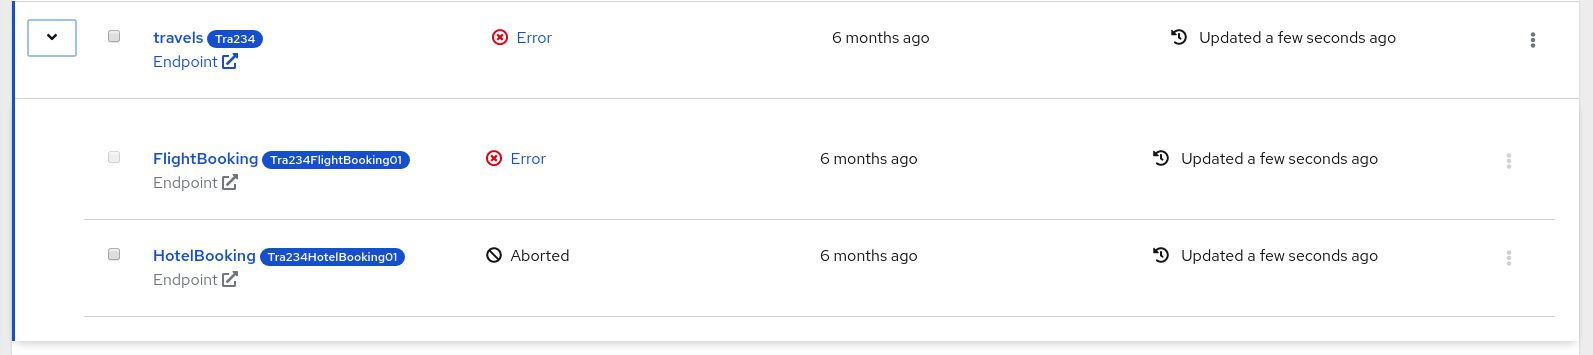 travels Tra234 Error 6 months ago Updated a few seconds ago
Endpoint
FlightBooking Tra234FlightBooking01 Error 6 months ago Updated a few seconds ago
Endpoint
HotelBooking Tra234HotelBooking01 Aborted 6 months ago Updated a few seconds ago
Endpoint